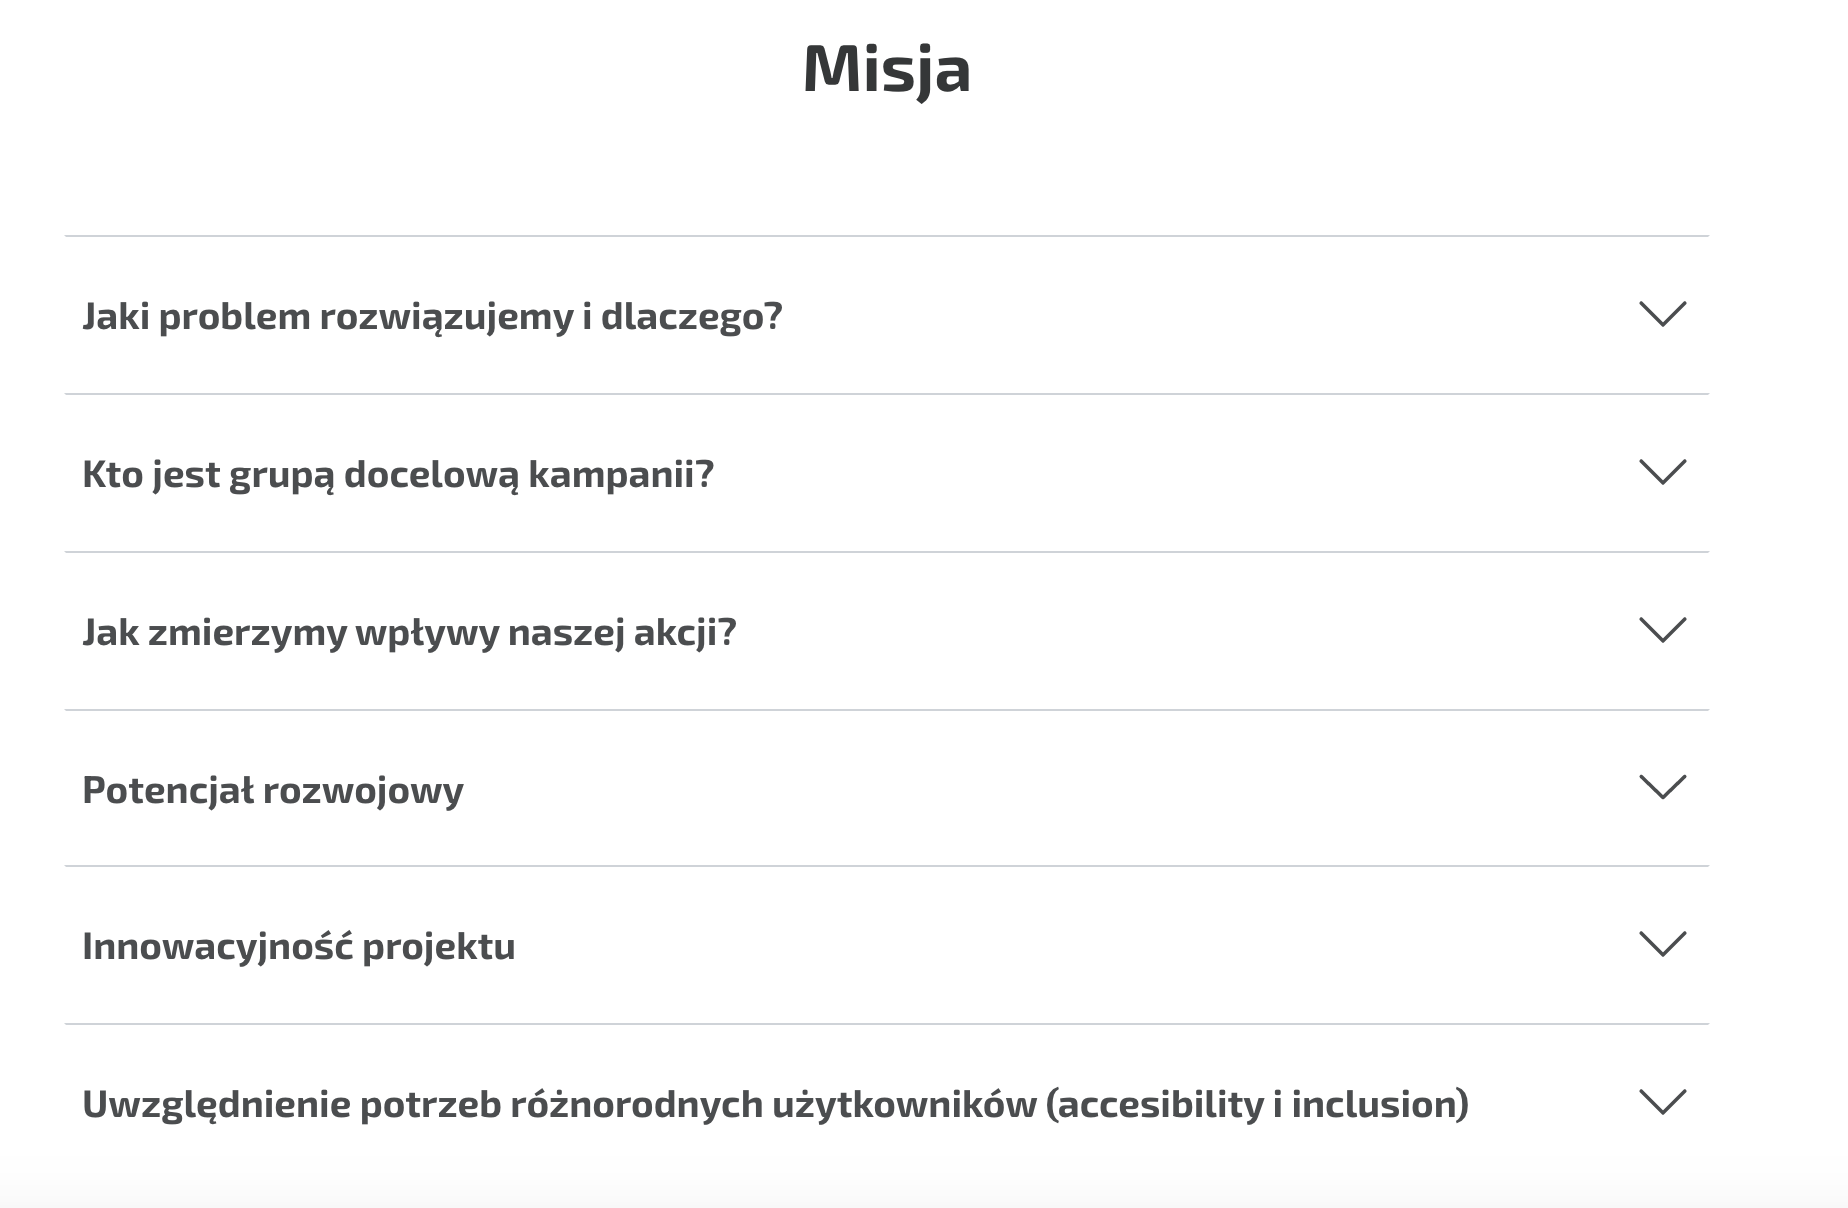 Misja
Jaki problem rozwiązujemy i dlaczego?
Kto jest grupą docelową kampanii?
Jak zmierzymy wpływy naszej akcji?
Potencjał rozwojowy
Innowacyjność projektu
Uwzględnienie potrzeb różnorodnych użytkowników (accesibility i inclusion)